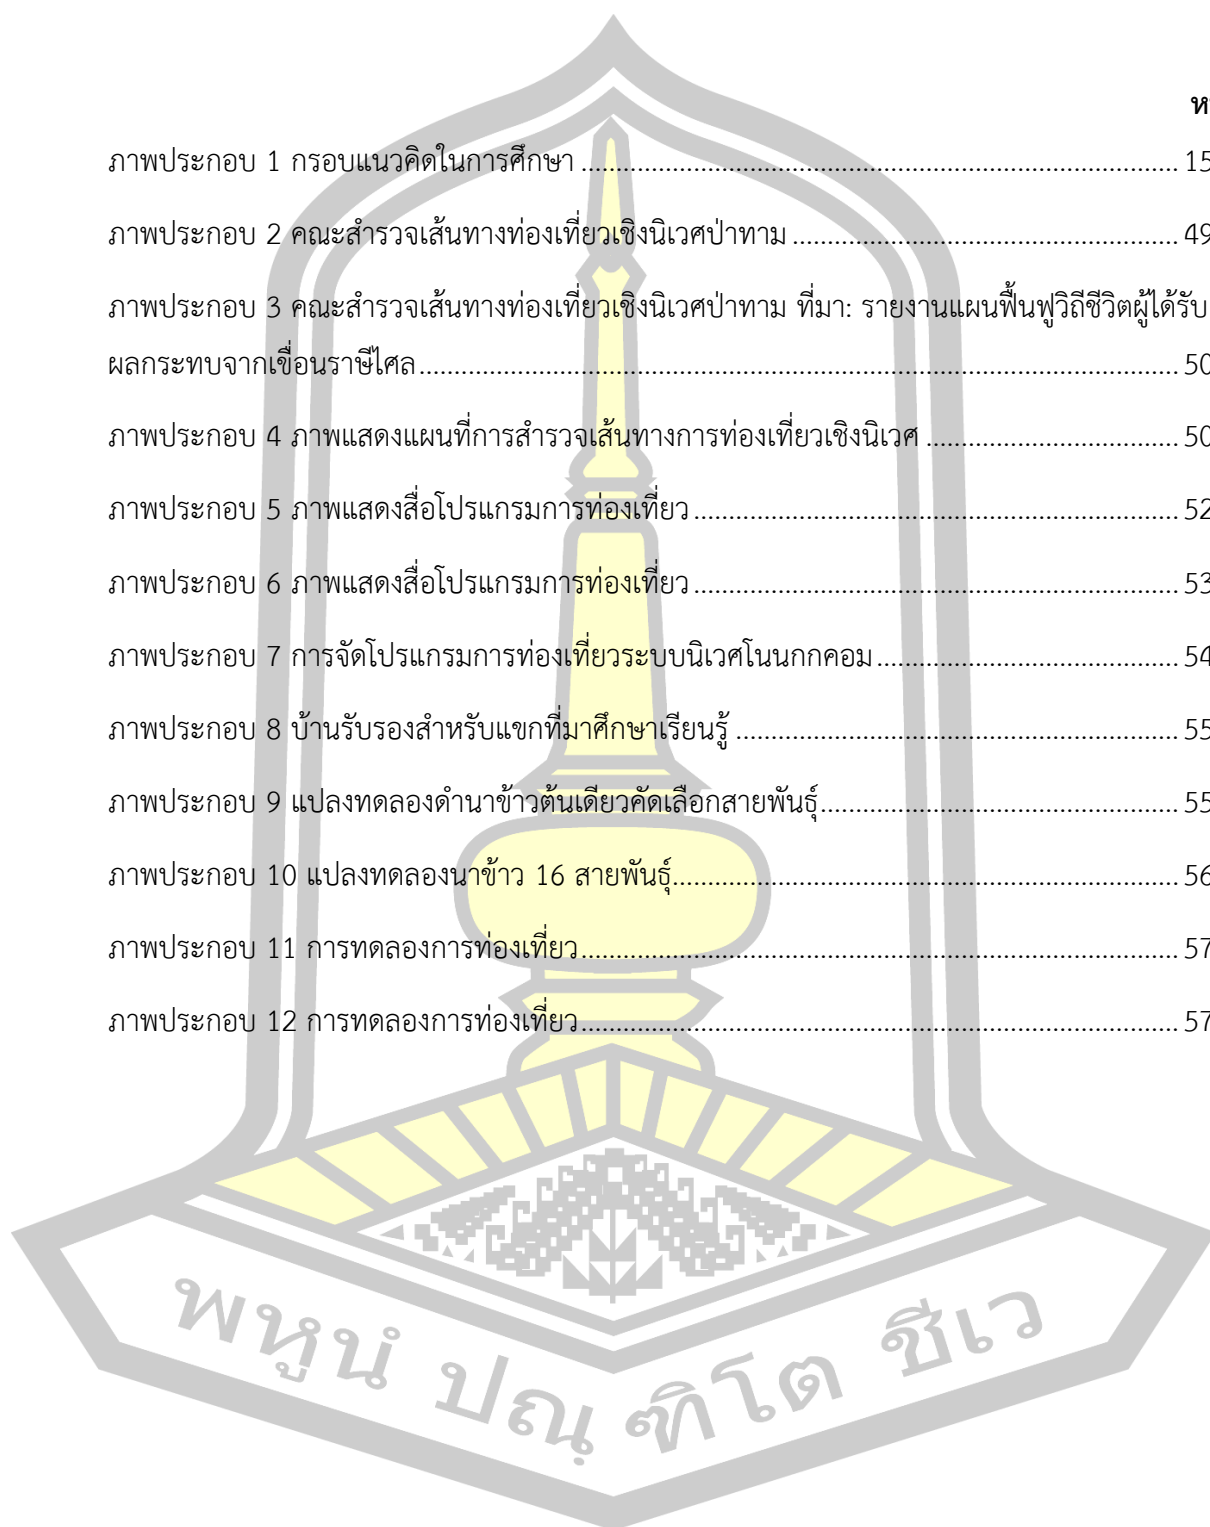 ภาพประกอบ 1 กรอบแนวคิดในการศึกษา ........................................................................................ 15
ภาพประกอบ 2 คณะสำรวจเส้นทางท่องเที่ยวเชิงนิเวศป่าทาม ......................................................... 49
ภาพประกอบ 3 คณะสำรวจเส้นทางท่องเที่ยวเชิงนิเวศป่าทาม ที่มา: รายงานแผนฟื้นฟูวิถีชีวิตผู้ได้รับ
ผลกระทบจากเขื่อนราษีไศล ................................................................................................................ 50
ภาพประกอบ 4 ภาพแสดงแผนที่การสำรวจเส้นทางการท่องเที่ยวเชิงนิเวศ ..................................... 50
ภาพประกอบ 5 ภาพแสดงสื่อโปรแกรมการท่องเที่ยว ........................................................................ 52
ภาพประกอบ 6 ภาพแสดงสื่อโปรแกรมการท่องเที่ยว ........................................................................ 53
ภาพประกอบ 7 การจัดโปรแกรมการท่องเที่ยวระบบนิเวศโนนกกคอม ............................................. 54
ภาพประกอบ 8 บ้านรับรองสำหรับแขกที่มาศึกษาเรียนรู้ .................................................................. 55
ภาพประกอบ 9 แปลงทดลองดำนาข้าวต้นเดียวคัดเลือกสายพันธุ์ ..................................................... 55
ภาพประกอบ 10 แปลงทดลองนาข้าว 16 สายพันธุ์ ........................................................................... 56
ภาพประกอบ 11 การทดลองการท่องเที่ยว ......................................................................................... 57
ภาพประกอบ 12 การทดลองการท่องเที่ยว ......................................................................................... 57
พหูนํ ปณฺฑิโต ชีเว